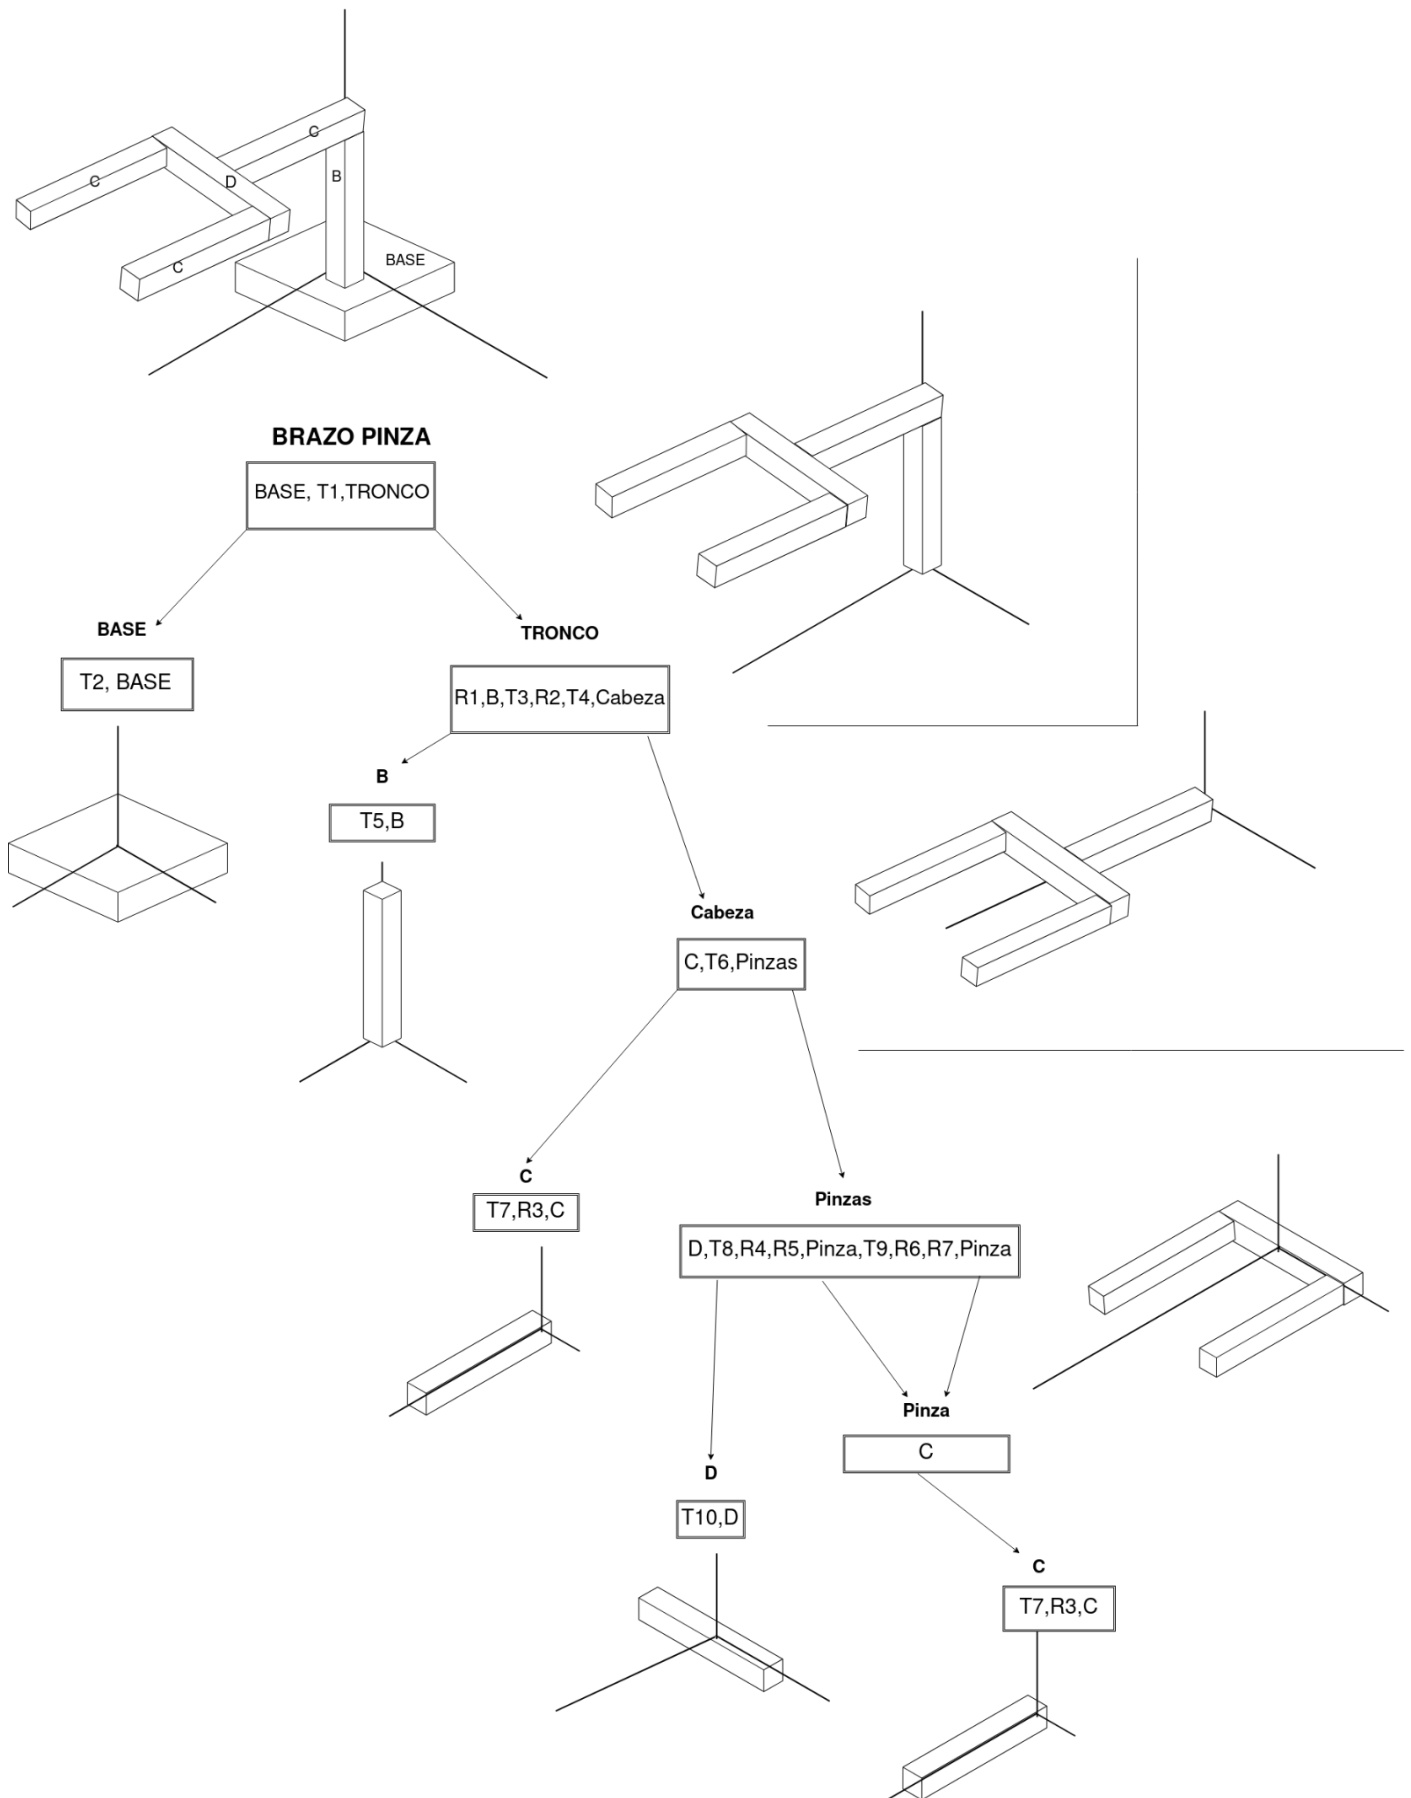 C
C
D
B
BASE
C
BRAZO PINZA
BASE, T1,TRONCO
BASE
TRONCO
T2, BASE
R1,B,T3,R2,T4,Cabeza
B
T5,B
Cabeza
C,T6,Pinzas
C
T7,R3,C
Pinzas
D,T8,R4,R5,Pinza,T9,R6,R7,Pinza
Pinza
C
D
T10,D
C
T7,R3,C